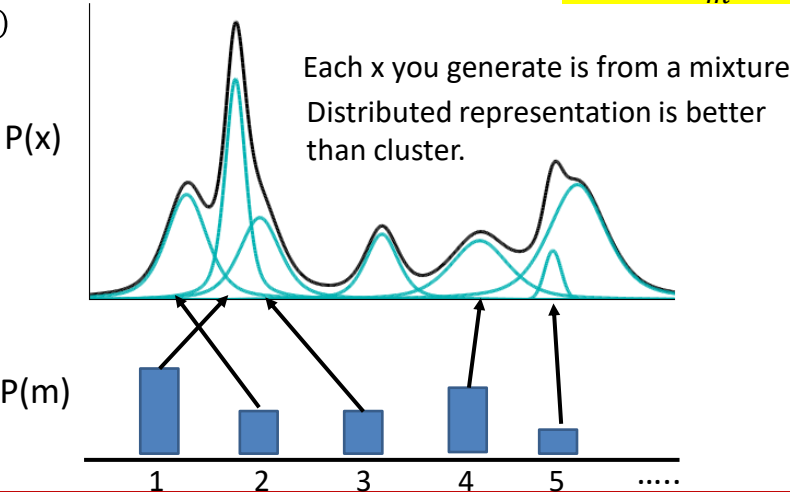 )
m
Each x you generate is from a mixture
Distributed representation is better
than cluster.
P(x)
P(m)
1 2 3 4 5 .....